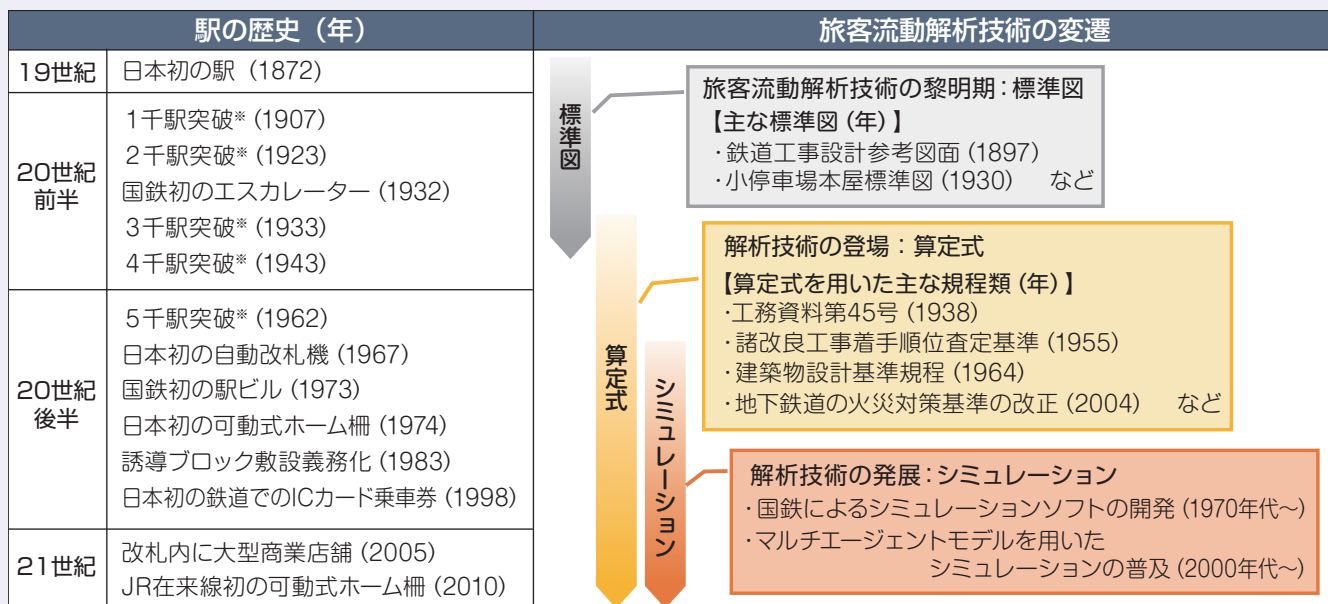 駅の歴史（年）
旅客流動解析技術の変遷
19世紀
日本初の駅（1872）
20世紀
前半
1千駅突破※（1907）
2千駅突破※（1923）
国鉄初のエスカレーター（1932）
3千駅突破※（1933）
4千駅突破※（1943）
20世紀
後半
5千駅突破※（1962）
日本初の自動改札機（1967）
国鉄初の駅ビル（1973）
日本初の可動式ホーム柵（1974）
誘導ブロック敷設義務化（1983）
日本初の鉄道でのICカード乗車券（1998）
21世紀
改札内に大型商業店舗（2005）
JR在来線初の可動式ホーム柵（2010）
標準図
旅客流動解析技術の黎明期：標準図
【主な標準図（年）】
・鉄道工事設計参考図面（1897）
・小停車場本屋標準図（1930） など
算定式
解析技術の登場：算定式
【算定式を用いた主な規程類（年）】
・工務資料第45号（1938）
・諸改良工事着手順位査定基準（1955）
・建築物設計基準規程（1964）
・地下鉄道の火災対策基準の改正（2004） など
シミュレーション
解析技術の発展：シミュレーション
・国鉄によるシミュレーションソフトの開発（1970年代～）
・マルチエージェントモデルを用いた
シミュレーションの普及（2000年代～）